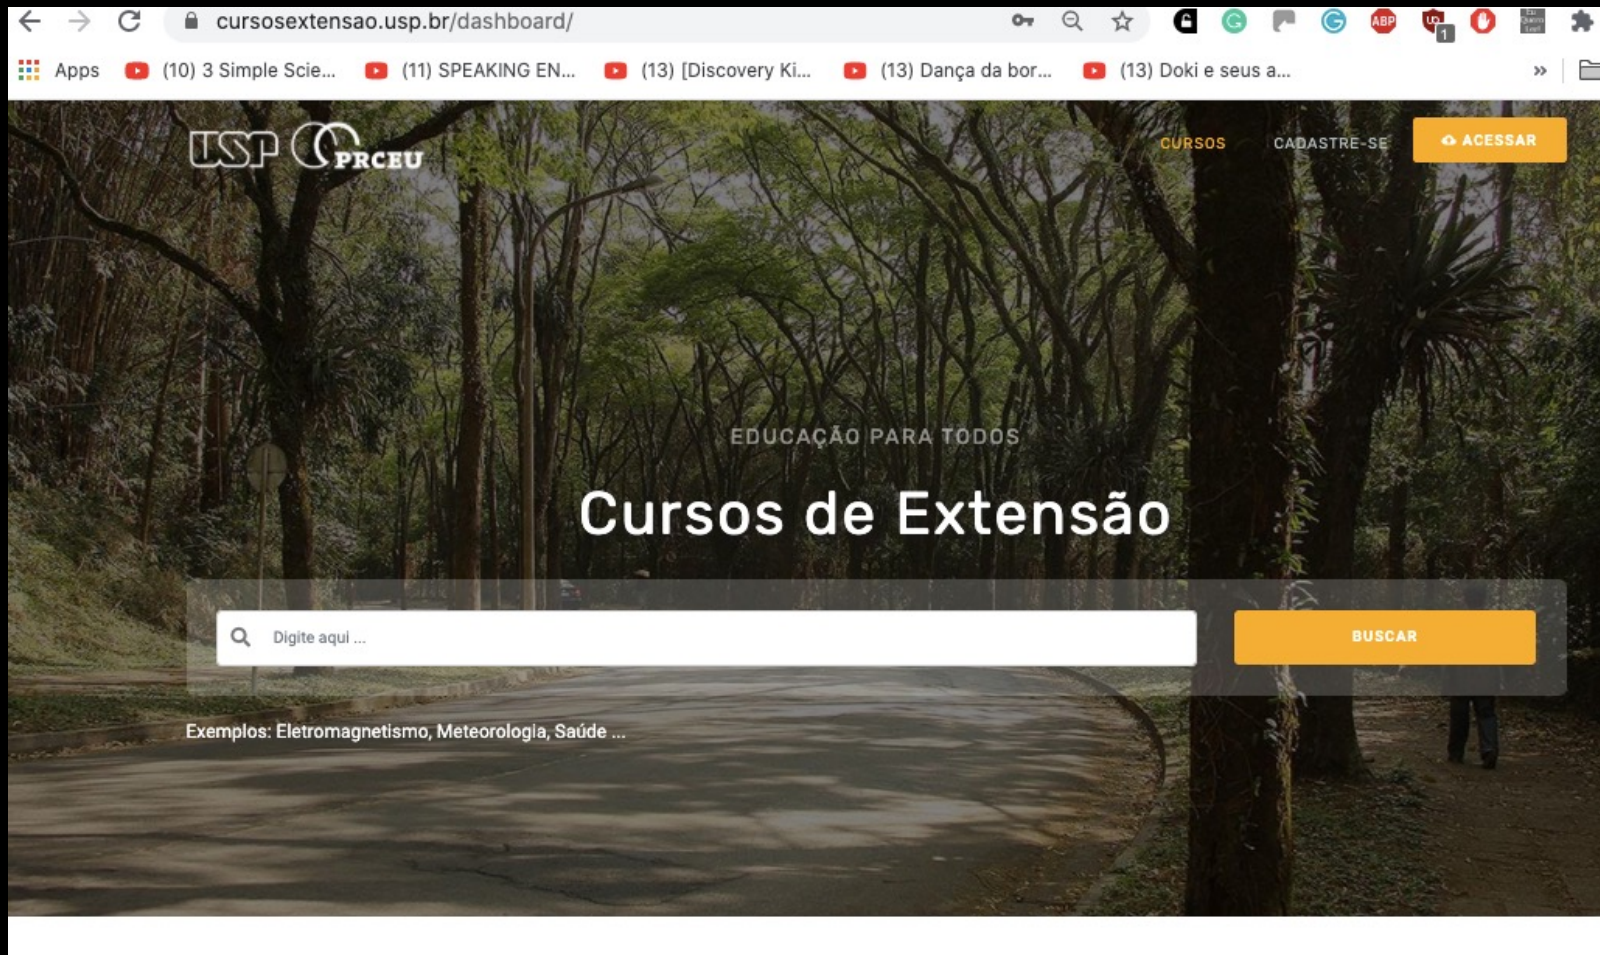 cursosextensao.usp.br/dashboard/
ABP
UD
1
Apps
(10) 3 Simple Scie...
(11) SPEAKING EN...
(13) [Discovery Ki...
(13) Dança da bor...
(13) Doki e seus a...
»
USP PRCEU
CURSOS
CADASTRE-SE
ACESSAR
EDUCAÇÃO PARA TODOS
Cursos de Extensão
Digite aqui ...
BUSCAR
Exemplos: Eletromagnetismo, Meteorologia, Saúde ...